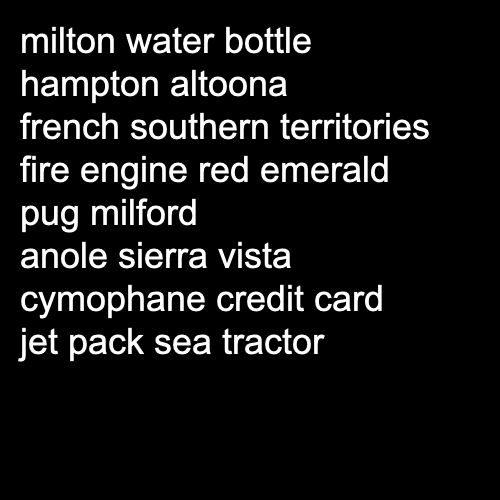 milton water bottle
hampton altoona
french southern territories
fire engine red emerald
pug milford
anole sierra vista
cymophane credit card
jet pack sea tractor